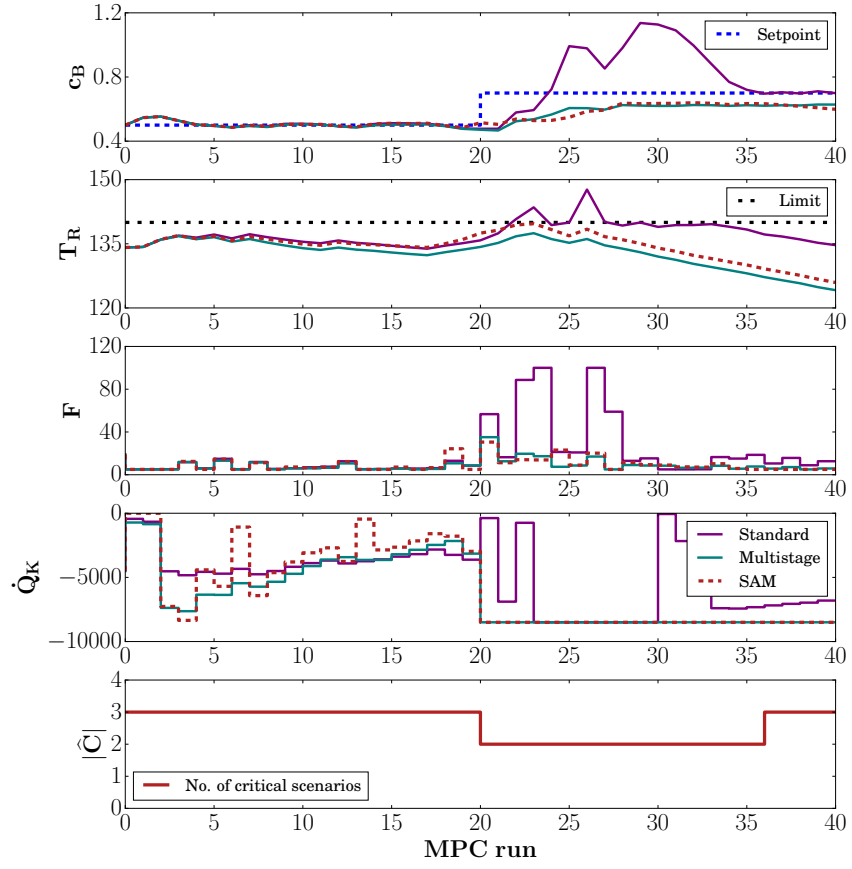 1.2
0.8
0.4
c_B
Setpoint
0 5 10 15 20 25 30 35 40
150
135
120
T_R
Limit
0 5 10 15 20 25 30 35 40
120
80
40
0
F
0 5 10 15 20 25 30 35 40
0
−5000
−10000
Q̇_K
Standard
Multistage
SAM
0 5 10 15 20 25 30 35 40
4
3
2
1
0
|Ĉ|
No. of critical scenarios
0 5 10 15 20 25 30 35 40
MPC run